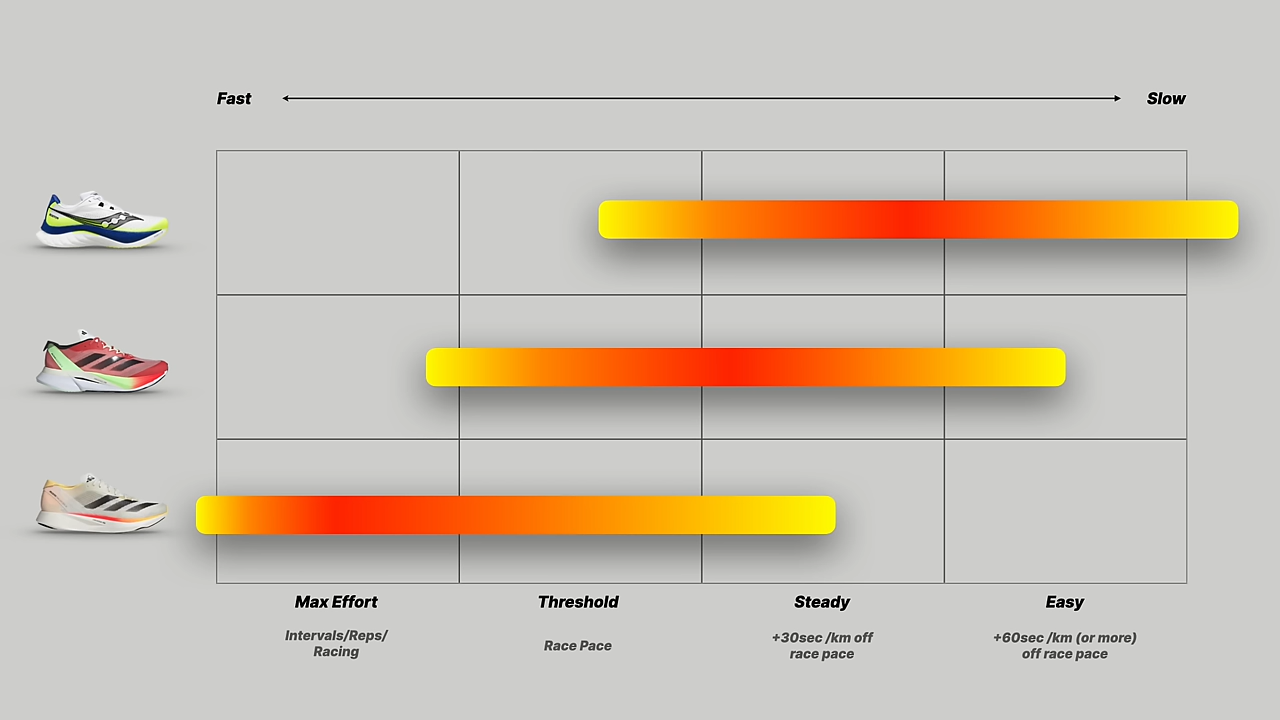 Fast
Slow
Max Effort
Threshold
Steady
Easy
Intervals/Reps/
Racing
Race Pace
+30sec /km off
race pace
+60sec /km (or more)
off race pace